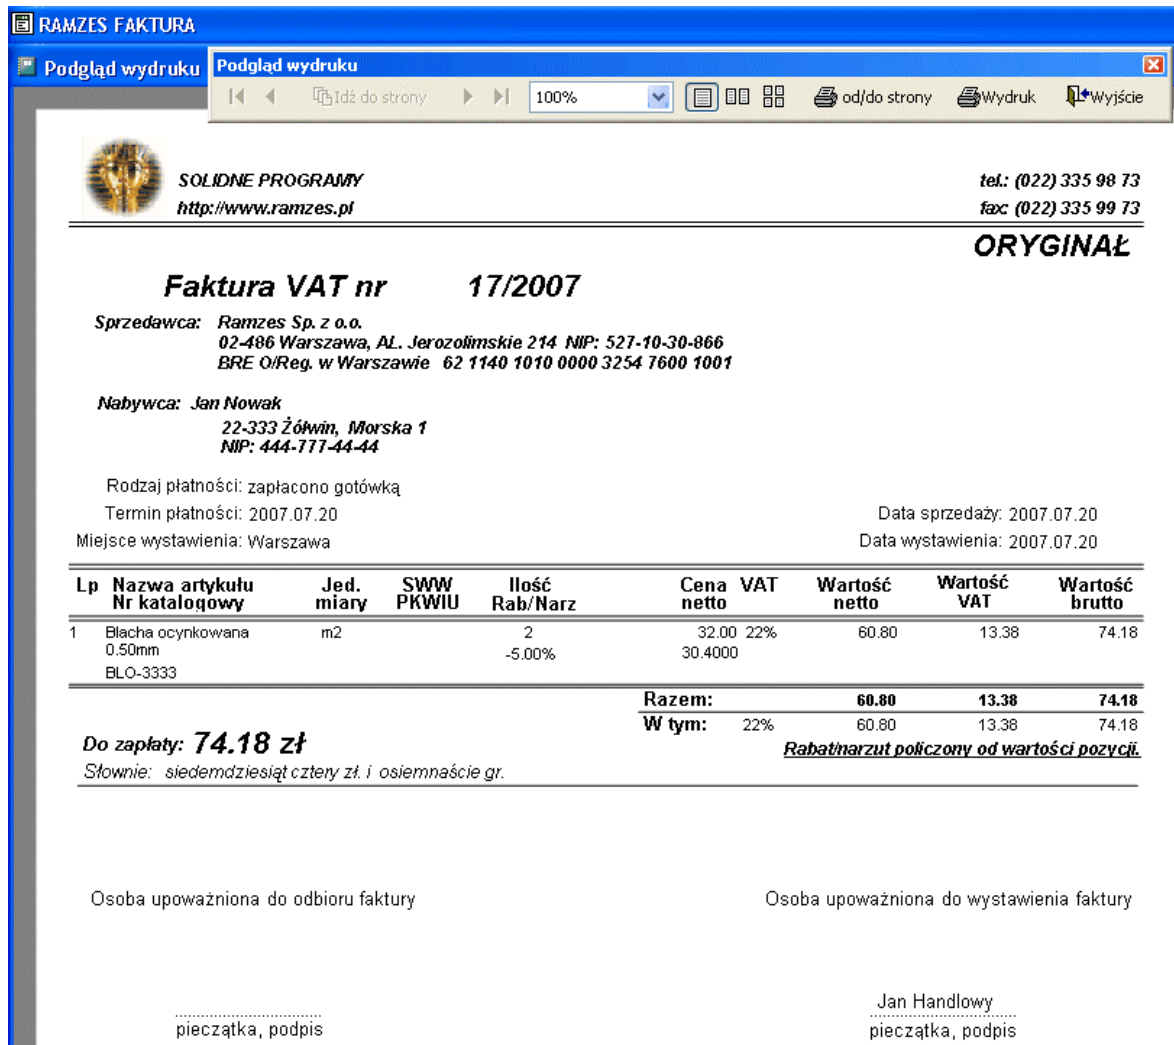 RAMZES FAKTURA
Podgląd wydruku
Podgląd wydruku
Idź do strony 100% od/do strony Wydruk Wyjście
SOLIDNE PROGRAMY tel.: (022) 335 98 73
http://www.ramzes.pl fax: (022) 335 99 73
ORYGINAŁ
Faktura VAT nr 17/2007
Sprzedawca: Ramzes Sp. z o.o.
02-486 Warszawa, AL. Jerozolimskie 214 NIP: 527-10-30-866
BRE O/Reg. w Warszawie 62 1140 1010 0000 3254 7600 1001
Nabywca: Jan Nowak
22-333 Żółwin, Morska 1
NIP: 444-777-44-44
Rodzaj płatności: zapłacono gotówką
Termin płatności: 2007.07.20 Data sprzedaży: 2007.07.20
Miejsce wystawienia: Warszawa Data wystawienia: 2007.07.20
Lp Nazwa artykułu Jed. SWW Ilość Cena VAT Wartość Wartość Wartość
Nr katalogowy miary PKWIU Rab/Narz netto netto VAT brutto
1 Blacha ocynkowana m2 2 32.00 22% 60.80 13.38 74.18
0.50mm -5.00% 30.4000
BLO-3333
Razem: 60.80 13.38 74.18
W tym: 22% 60.80 13.38 74.18
Do zapłaty: 74.18 zł Rabat/narzut policzony od wartości pozycji.
Słownie: siedemdziesiąt cztery zł. i osiemnaście gr.
Osoba upoważniona do odbioru faktury Osoba upoważniona do wystawienia faktury
Jan Handlowy
pieczątka, podpis pieczątka, podpis